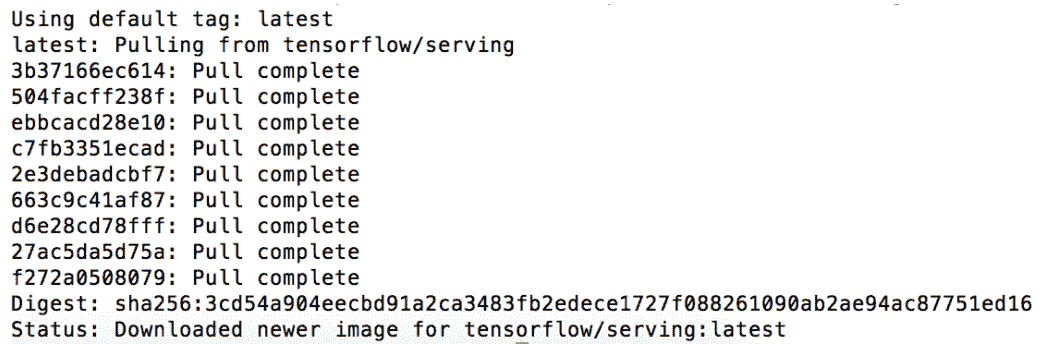 Using default tag: latest
latest: Pulling from tensorflow/serving
3b37166ec614: Pull complete
504facff238f: Pull complete
ebbcacd28e10: Pull complete
c7fb3351ecad: Pull complete
2e3debadcbf7: Pull complete
663c9c41af87: Pull complete
d6e28cd78fff: Pull complete
27ac5da5d75a: Pull complete
f272a0508079: Pull complete
Digest: sha256:3cd54a904eecbd91a2ca3483fb2edece1727f088261090ab2ae94ac87751ed16
Status: Downloaded newer image for tensorflow/serving:latest